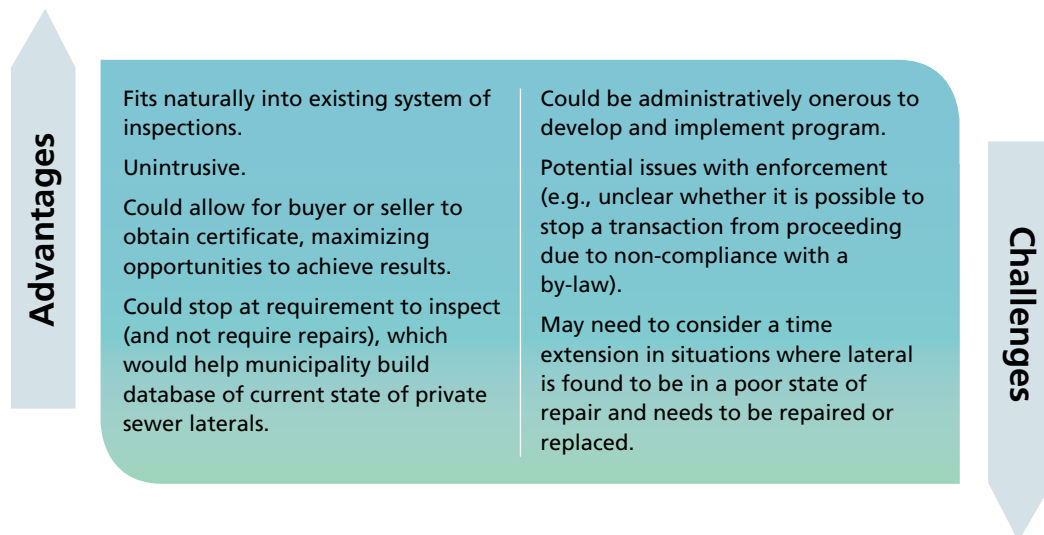 Advantages
Fits naturally into existing system of
inspections.
Unintrusive.
Could allow for buyer or seller to
obtain certificate, maximizing
opportunities to achieve results.
Could stop at requirement to inspect
(and not require repairs), which
would help municipality build
database of current state of private
sewer laterals.
Could be administratively onerous to
develop and implement program.
Potential issues with enforcement
(e.g., unclear whether it is possible to
stop a transaction from proceeding
due to non-compliance with a
by-law).
May need to consider a time
extension in situations where lateral
is found to be in a poor state of
repair and needs to be repaired or
replaced.
Challenges